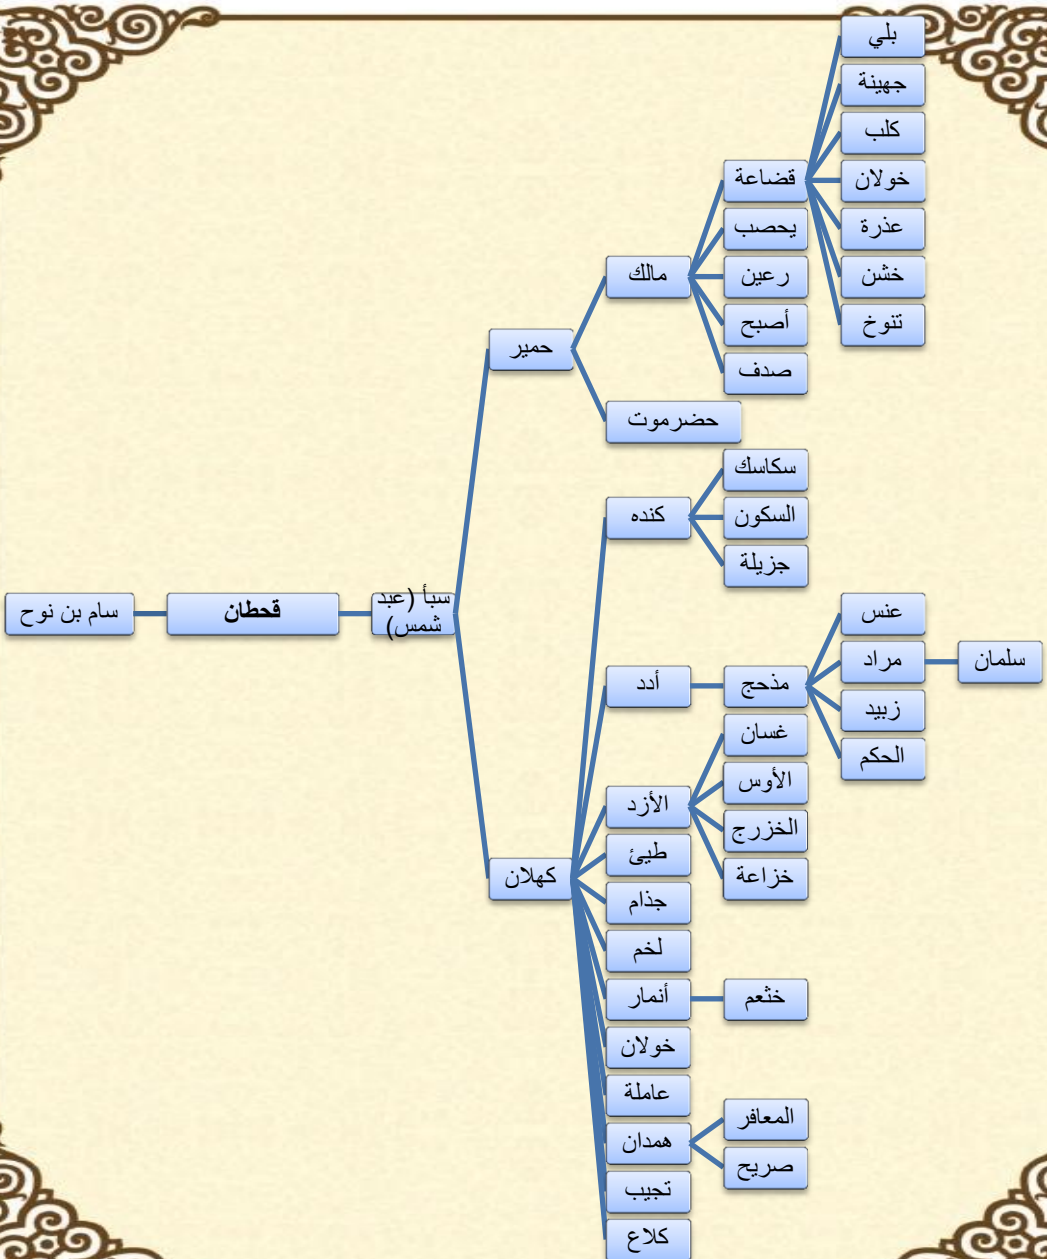 سام بن نوح
قحطان
سبأ (عبد
شمس)
حمير
مالك
قضاعة
بلي
جهينة
كلب
خولان
عذرة
خشن
تنوخ
يحصب
رعين
أصبح
صدف
حضرموت
كهلان
كنده
سكاسك
السكون
جزيلة
أدد
مذحج
عنس
مراد
سلمان
زبيد
الحكم
الأزد
غسان
الأوس
الخزرج
خزاعة
طيئ
جذام
لخم
أنمار
خثعم
خولان
عاملة
همدان
المعافر
صريح
تجيب
كلاع